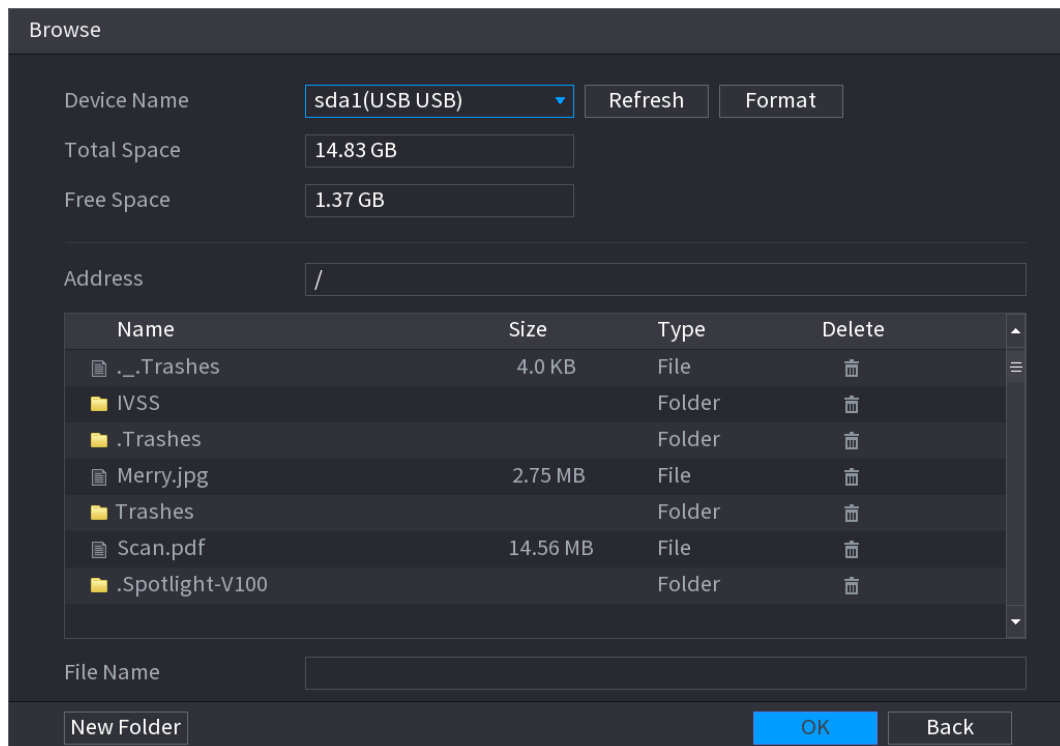 Browse
Device Name sda1(USB USB) Refresh Format
Total Space 14.83 GB
Free Space 1.37 GB
Address /
Name Size Type Delete
._.Trashes 4.0 KB File
IVSS Folder
.Trashes Folder
Merry.jpg 2.75 MB File
Trashes Folder
Scan.pdf 14.56 MB File
.Spotlight-V100 Folder
File Name
New Folder OK Back